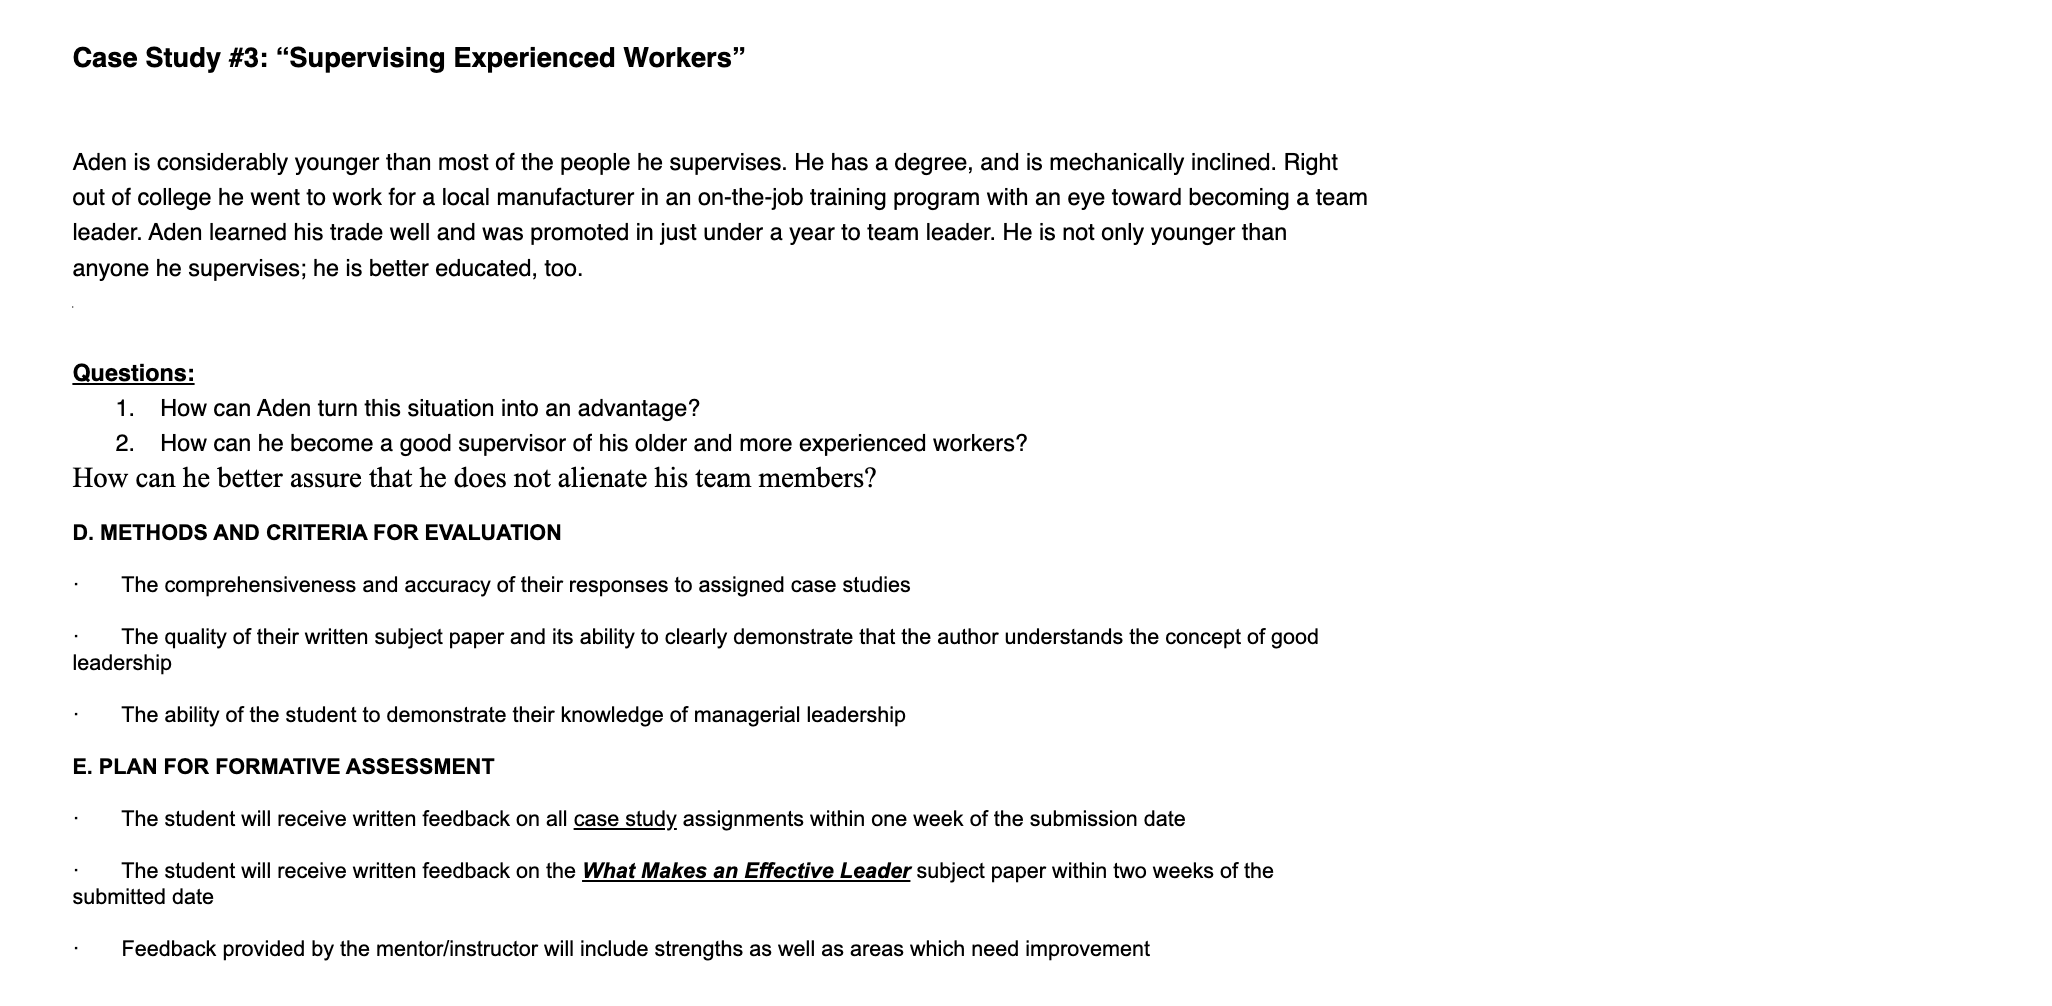 Case Study #3: “Supervising Experienced Workers”
Aden is considerably younger than most of the people he supervises. He has a degree, and is mechanically inclined. Right
out of college he went to work for a local manufacturer in an on-the-job training program with an eye toward becoming a team
leader. Aden learned his trade well and was promoted in just under a year to team leader. He is not only younger than
anyone he supervises; he is better educated, too.
.
Questions:
1. How can Aden turn this situation into an advantage?
2. How can he become a good supervisor of his older and more experienced workers?
How can he better assure that he does not alienate his team members?
D. METHODS AND CRITERIA FOR EVALUATION
· The comprehensiveness and accuracy of their responses to assigned case studies
· The quality of their written subject paper and its ability to clearly demonstrate that the author understands the concept of good
leadership
· The ability of the student to demonstrate their knowledge of managerial leadership
E. PLAN FOR FORMATIVE ASSESSMENT
· The student will receive written feedback on all case study assignments within one week of the submission date
· The student will receive written feedback on the What Makes an Effective Leader subject paper within two weeks of the
submitted date
· Feedback provided by the mentor/instructor will include strengths as well as areas which need improvement